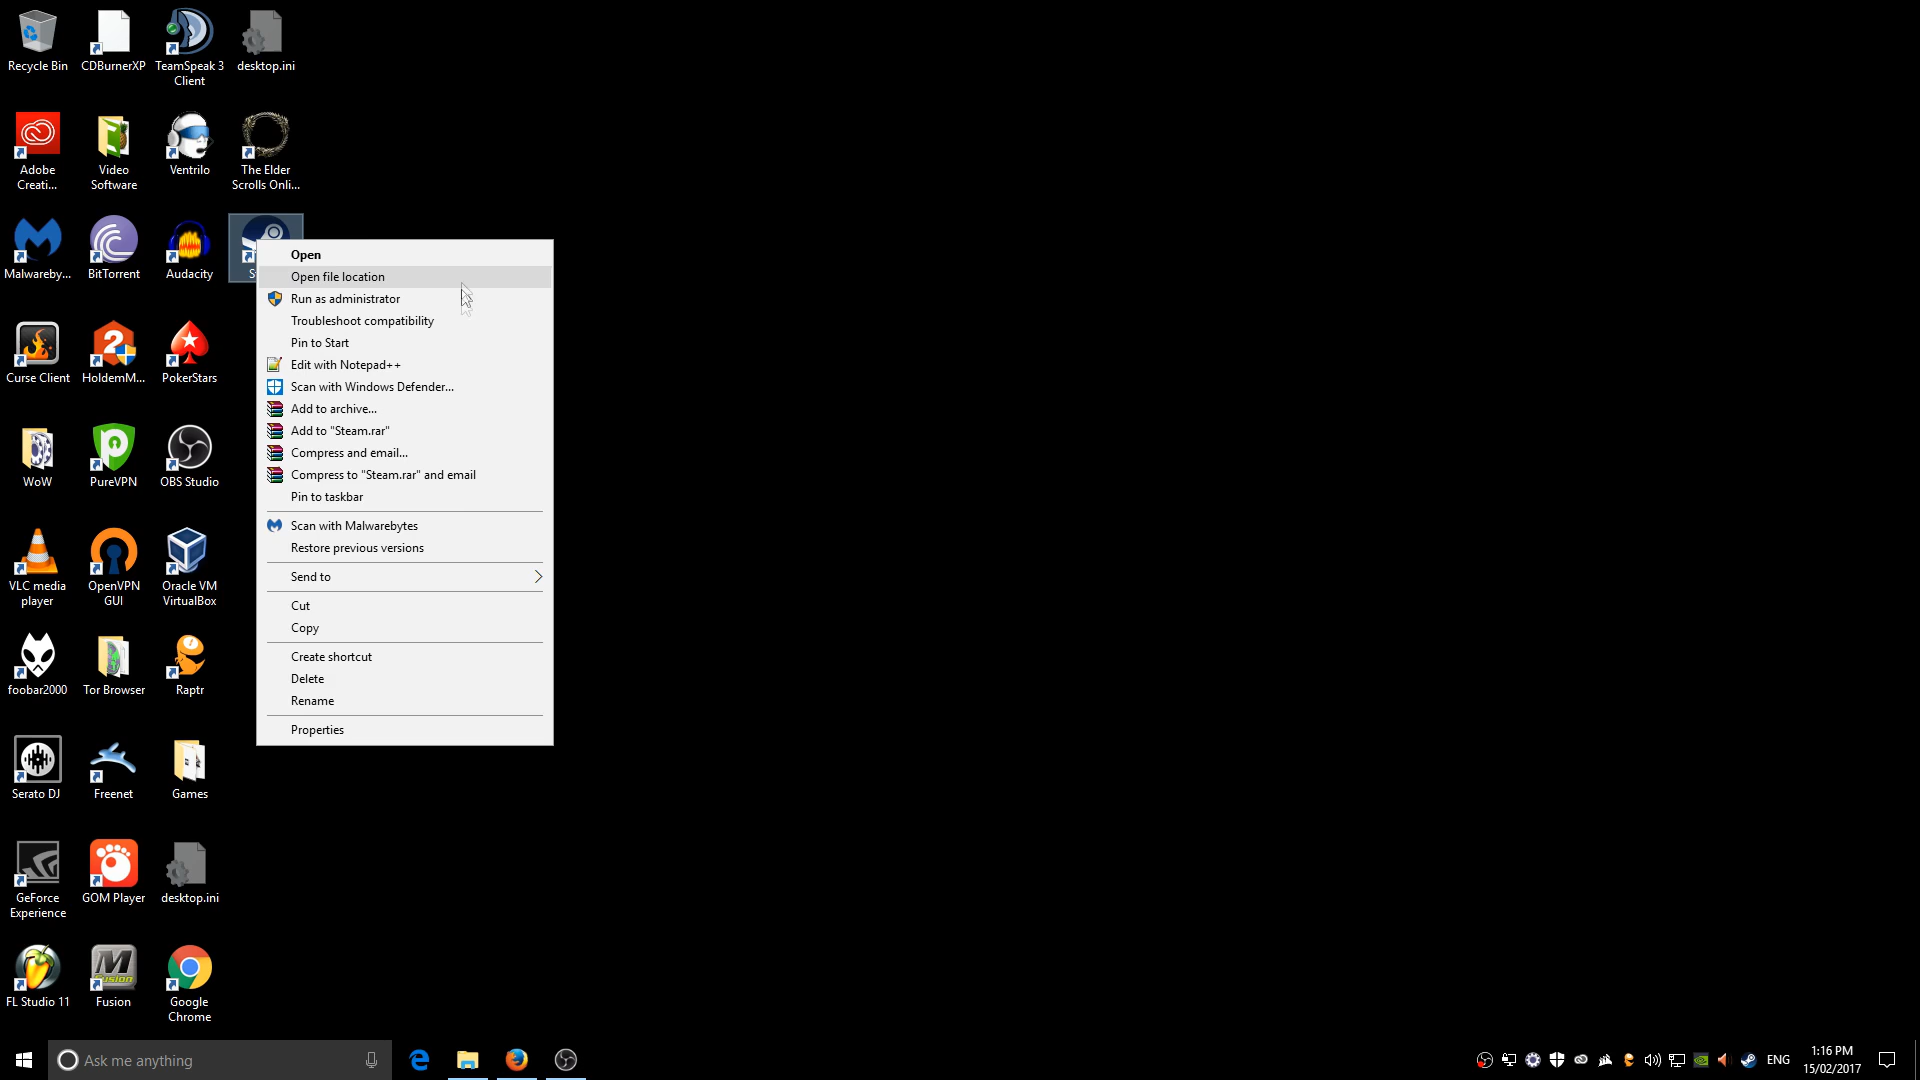 Recycle Bin
CDBurnerXP
TeamSpeak 3
Client
desktop.ini
Adobe
Creati...
Video
Software
Ventrilo
The Elder
Scrolls Onli...
Malwareby...
BitTorrent
Audacity
Curse Client
HoldemM...
PokerStars
WoW
PureVPN
OBS Studio
VLC media
player
OpenVPN
GUI
Oracle VM
VirtualBox
foobar2000
Tor Browser
Raptr
Serato DJ
Freenet
Games
GeForce
Experience
GOM Player
desktop.ini
FL Studio 11
Fusion
Google
Chrome
Open
Open file location
Run as administrator
Troubleshoot compatibility
Pin to Start
Edit with Notepad++
Scan with Windows Defender...
Add to archive...
Add to "Steam.rar"
Compress and email...
Compress to "Steam.rar" and email
Pin to taskbar
Scan with Malwarebytes
Restore previous versions
Send to
Cut
Copy
Create shortcut
Delete
Rename
Properties
Ask me anything
ENG
1:16 PM
15/02/2017